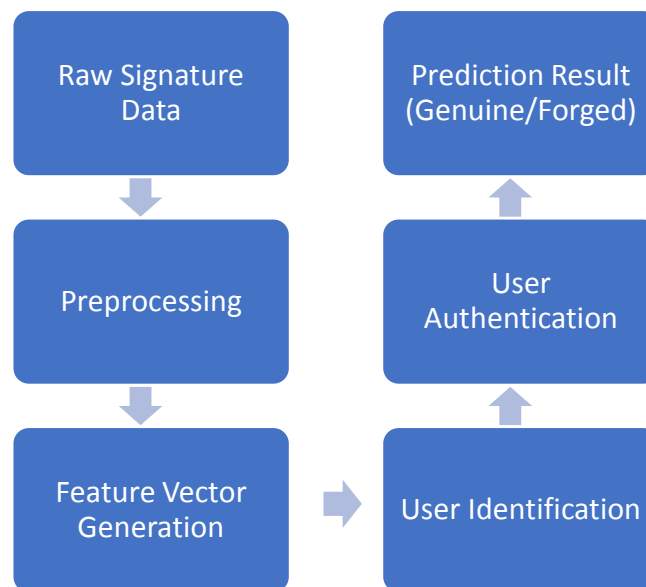 Raw Signature
Data
Preprocessing
Feature Vector
Generation
User Identification
User
Authentication
Prediction Result
(Genuine/Forged)